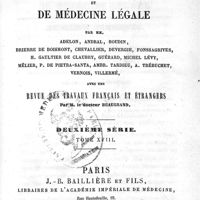 ET
DE MÉDECINE LÉGALE
PAR MM.
ADELON, ANDRAL, BOUDIN,
BRIERRE DE BOISMONT, CHEVALLIER, DEVERGIE, FONSSAGRIVES,
H. GAULTIER DE CLAUBRY, GUÉRARD, MICHEL LÉVY,
MÊLIER, P. DE PIETRA-SANTA, AMBR. TARDIEU, A. TRÉBUCHET,
VERNOIS, VILLERMÉ,
AVEC UNE
REVUE DES TRAVAUX FRANÇAIS ET ÉTRANGERS
Par M. le docteur BEAUGRAND.
DEUXIÈME SÉRIE.
TOME XVIII.
PARIS
J.-B. BAILLIÈRE ET FILS,
LIBRAIRES DE L'ACADÉMIE IMPÉRIALE DE MÉDECINE,
Rue Hautefeuille, 19.